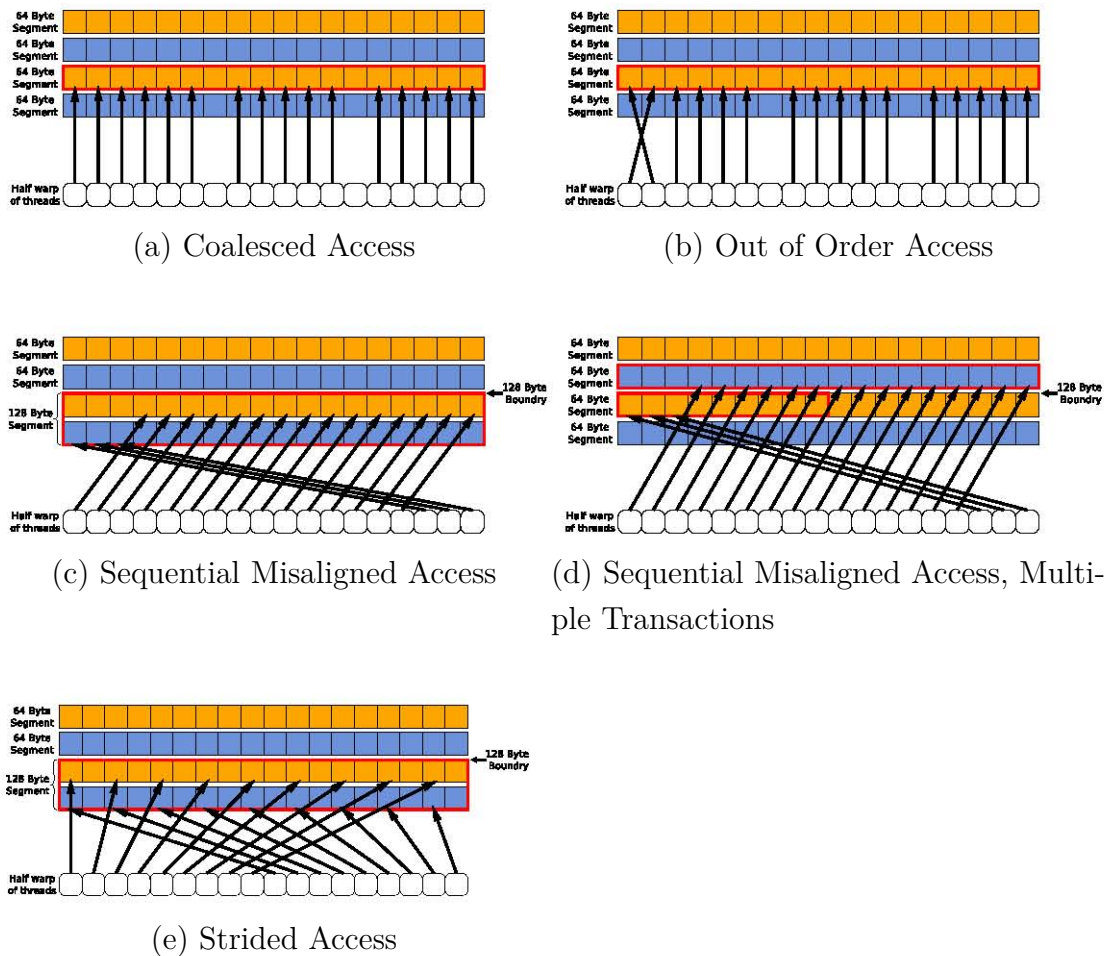 64 Byte
Segment
64 Byte
Segment
64 Byte
Segment
64 Byte
Segment
Half warp
of threads
(a) Coalesced Access
64 Byte
Segment
64 Byte
Segment
64 Byte
Segment
64 Byte
Segment
Half warp
of threads
(b) Out of Order Access
64 Byte
Segment
64 Byte
Segment
128 Byte
Boundry
128 Byte
Segment
Half warp
of threads
(c) Sequential Misaligned Access
64 Byte
Segment
64 Byte
Segment
128 Byte
Boundry
64 Byte
Segment
64 Byte
Segment
Half warp
of threads
(d) Sequential Misaligned Access, Multi-
ple Transactions
64 Byte
Segment
64 Byte
Segment
128 Byte
Boundry
128 Byte
Segment
Half warp
of threads
(e) Strided Access